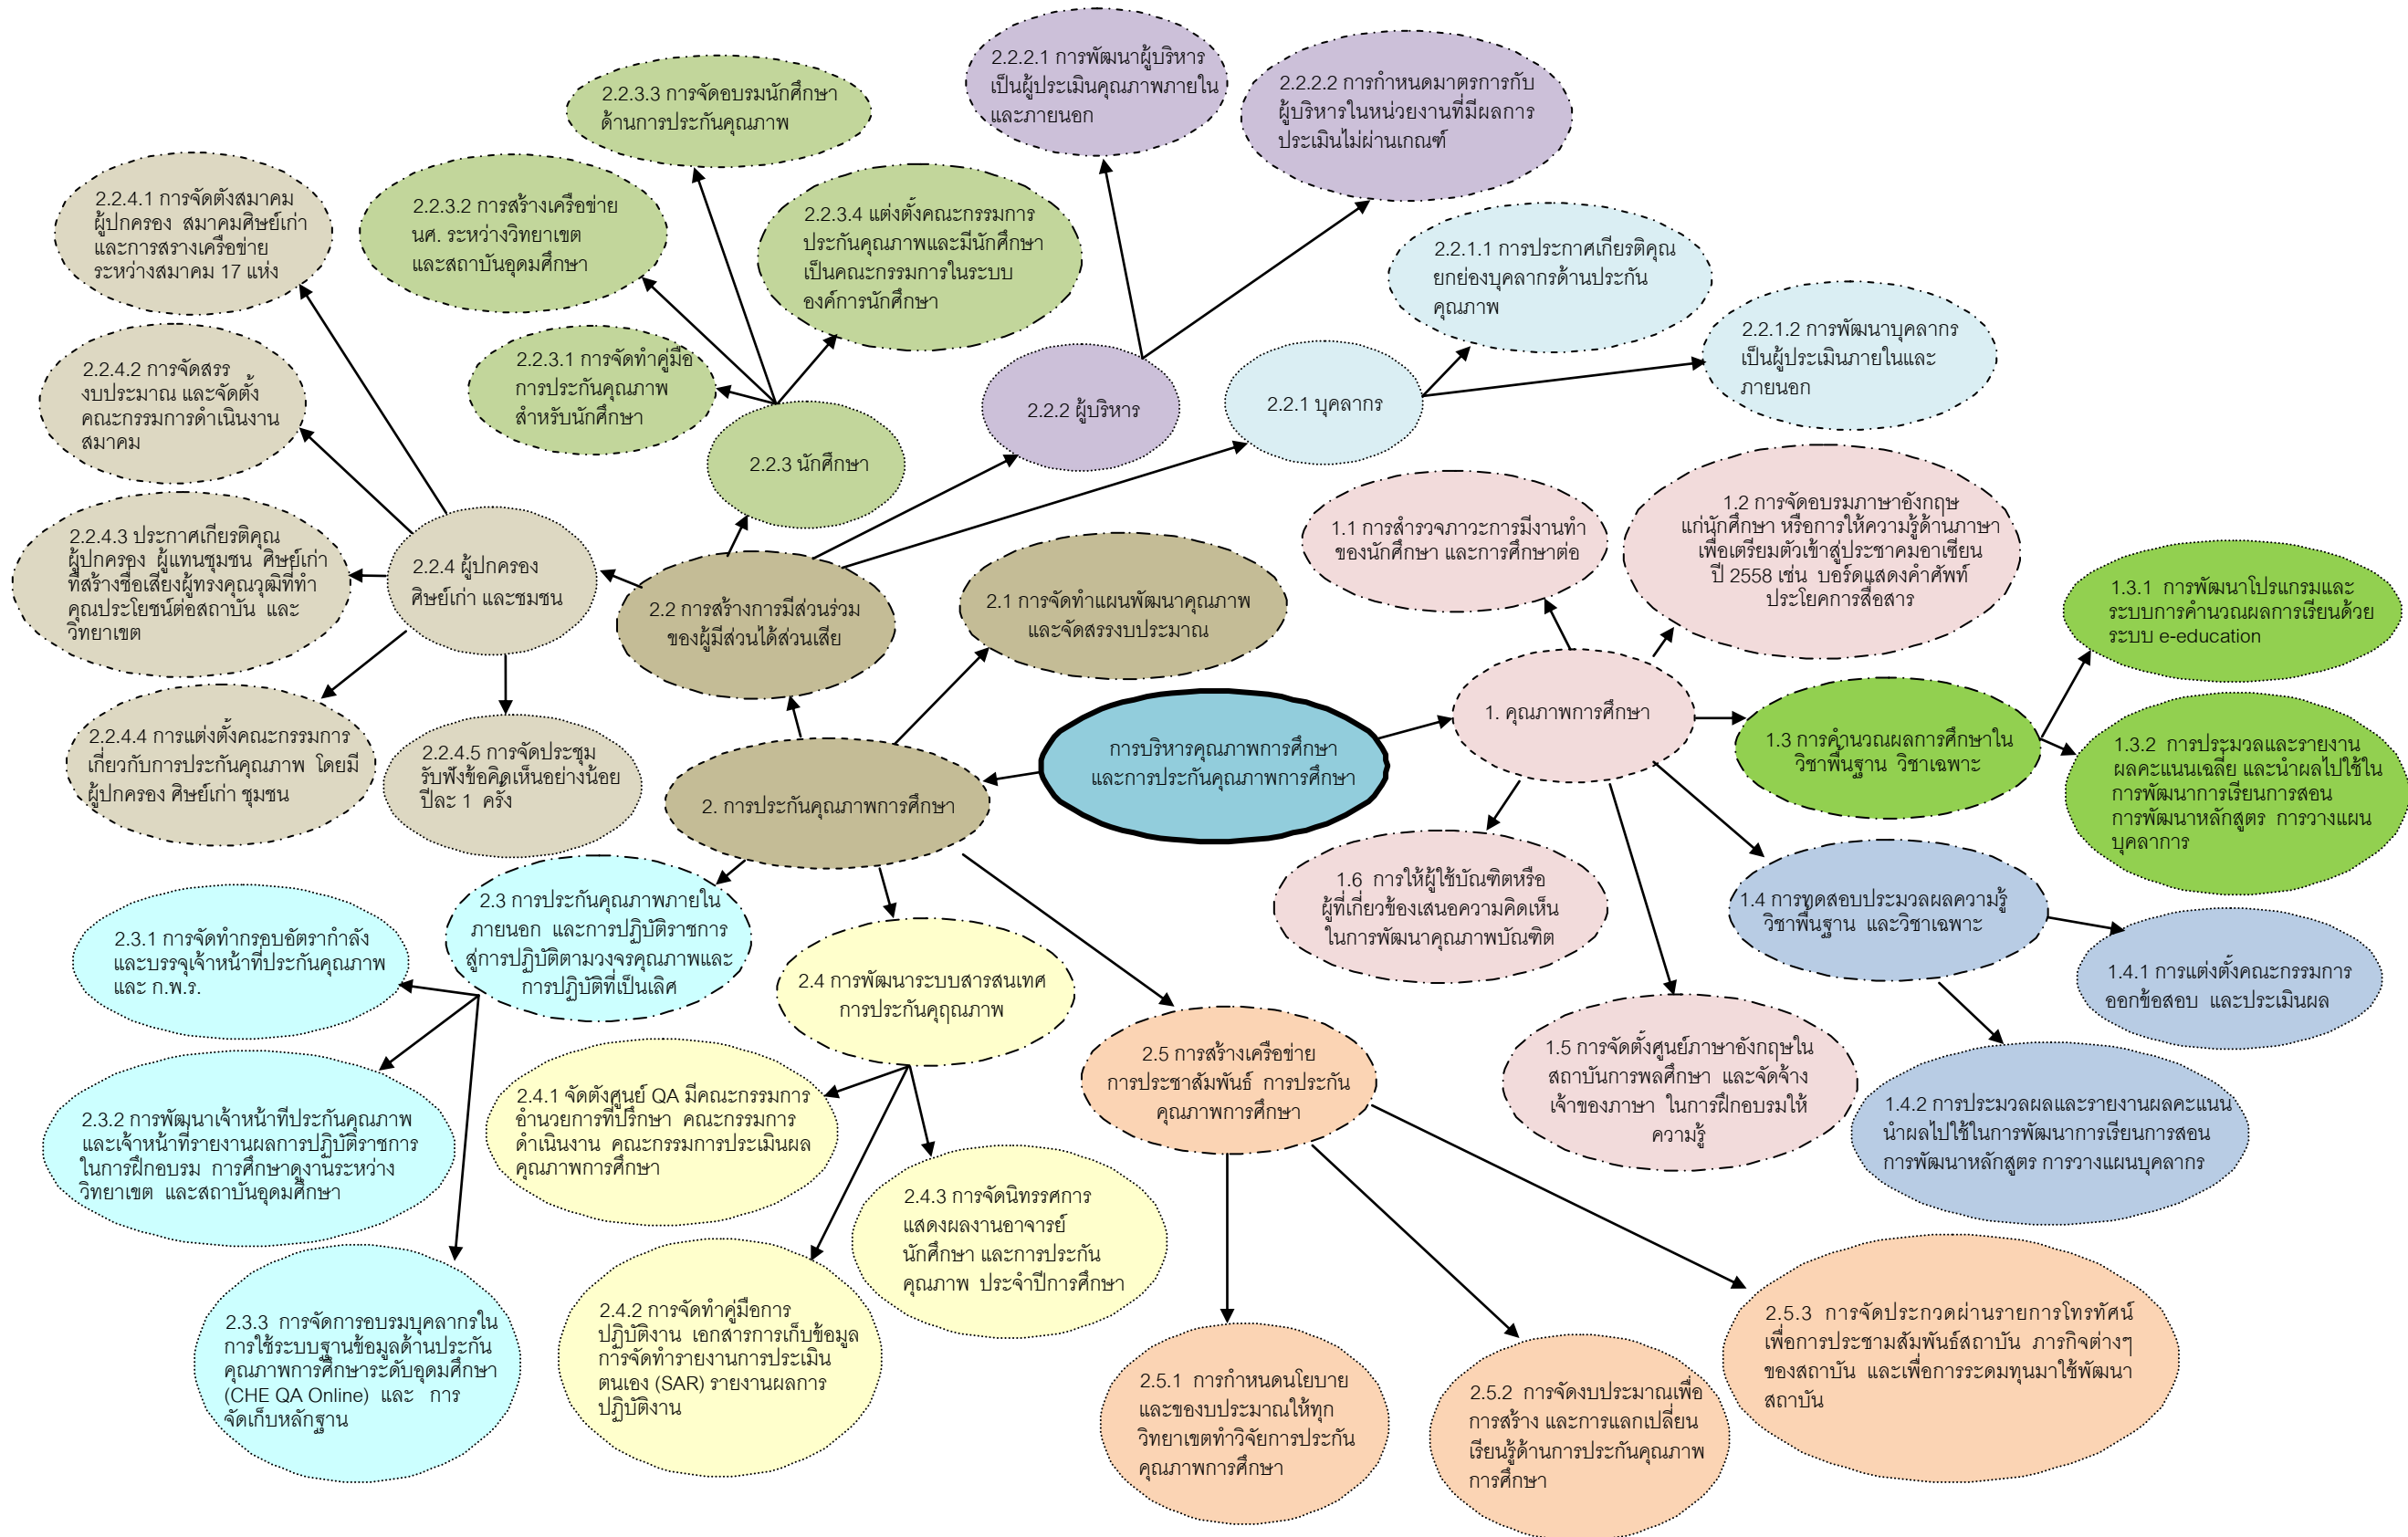 การบริหารคุณภาพการศึกษา
และการประกันคุณภาพการศึกษา
1. คุณภาพการศึกษา
1.1 การสำรวจภาวะการมีงานทำ
ของนักศึกษา และการศึกษาต่อ
1.2 การจัดอบรมภาษาอังกฤษ
แก่นักศึกษา หรือการให้ความรู้ด้านภาษา
เพื่อเตรียมตัวเข้าสู่ประชาคมอาเซียน
ปี 2558 เช่น บอร์ดแสดงคำศัพท์
ประโยคการสื่อสาร
1.3 การคำนวณผลการศึกษาใน
วิชาพื้นฐาน วิชาเฉพาะ
1.3.1 การพัฒนาโปรแกรมและ
ระบบการคำนวณผลการเรียนด้วย
ระบบ e-education
1.3.2 การประมวลและรายงาน
ผลคะแนนเฉลี่ย และนำผลไปใช้ใน
การพัฒนาการเรียนการสอน
การพัฒนาหลักสูตร การวางแผน
บุคลาการ
1.4 การทดสอบประมวลผลความรู้
วิชาพื้นฐาน และวิชาเฉพาะ
1.4.1 การแต่งตั้งคณะกรรมการ
ออกข้อสอบ และประเมินผล
1.4.2 การประมวลผลและรายงานผลคะแนน
นำผลไปใช้ในการพัฒนาการเรียนการสอน
การพัฒนาหลักสูตร การวางแผนบุคลากร
1.5 การจัดตั้งศูนย์ภาษาอังกฤษใน
สถาบันการพลศึกษา และจัดจ้าง
เจ้าของภาษา ในการฝึกอบรมให้
ความรู้
1.6 การให้ผู้ใช้บัณฑิตหรือ
ผู้ที่เกี่ยวข้องเสนอความคิดเห็น
ในการพัฒนาคุณภาพบัณฑิต
2. การประกันคุณภาพการศึกษา
2.1 การจัดทำแผนพัฒนาคุณภาพ
และจัดสรรงบประมาณ
2.2 การสร้างการมีส่วนร่วม
ของผู้มีส่วนได้ส่วนเสีย
2.2.1 บุคลากร
2.2.1.1 การประกาศเกียรติคุณ
ยกย่องบุคลากรด้านประกัน
คุณภาพ
2.2.1.2 การพัฒนาบุคลากร
เป็นผู้ประเมินภายในและ
ภายนอก
2.2.2 ผู้บริหาร
2.2.2.1 การพัฒนาผู้บริหาร
เป็นผู้ประเมินคุณภาพภายใน
และภายนอก
2.2.2.2 การกำหนดมาตรการกับ
ผู้บริหารในหน่วยงานที่มีผลการ
ประเมินไม่ผ่านเกณฑ์
2.2.3 นักศึกษา
2.2.3.1 การจัดทำคู่มือ
การประกันคุณภาพ
สำหรับนักศึกษา
2.2.3.2 การสร้างเครือข่าย
นศ. ระหว่างวิทยาเขต
และสถาบันอุดมศึกษา
2.2.3.3 การจัดอบรมนักศึกษา
ด้านการประกันคุณภาพ
2.2.3.4 แต่งตั้งคณะกรรมการ
ประกันคุณภาพและมีนักศึกษา
เป็นคณะกรรมการในระบบ
องค์การนักศึกษา
2.2.4 ผู้ปกครอง
ศิษย์เก่า และชุมชน
2.2.4.1 การจัดตั้งสมาคม
ผู้ปกครอง สมาคมศิษย์เก่า
และการสรางเครือข่าย
ระหว่างสมาคม 17 แห่ง
2.2.4.2 การจัดสรร
งบประมาณ และจัดตั้ง
คณะกรรมการดำเนินงาน
สมาคม
2.2.4.3 ประกาศเกียรติคุณ
ผู้ปกครอง ผู้แทนชุมชน ศิษย์เก่า
ที่สร้างชื่อเสียงผู้ทรงคุณวุฒิที่ทำ
คุณประโยชน์ต่อสถาบัน และ
วิทยาเขต
2.2.4.4 การแต่งตั้งคณะกรรมการ
เกี่ยวกับการประกันคุณภาพ โดยมี
ผู้ปกครอง ศิษย์เก่า ชุมชน
2.2.4.5 การจัดประชุม
รับฟังข้อคิดเห็นอย่างน้อย
ปีละ 1 ครั้ง
2.3 การประกันคุณภาพภายใน
ภายนอก และการปฏิบัติราชการ
สู่การปฏิบัติตามวงจรคุณภาพและ
การปฏิบัติที่เป็นเลิศ
2.3.1 การจัดทำกรอบอัตรากำลัง
และบรรจุเจ้าหน้าที่ประกันคุณภาพ
และ ก.พ.ร.
2.3.2 การพัฒนาเจ้าหน้าที่ประกันคุณภาพ
และเจ้าหน้าที่รายงานผลการปฏิบัติราชการ
ในการฝึกอบรม การศึกษาดูงานระหว่าง
วิทยาเขต และสถาบันอุดมศึกษา
2.3.3 การจัดการอบรมบุคลากรใน
การใช้ระบบฐานข้อมูลด้านประกัน
คุณภาพการศึกษาระดับอุดมศึกษา
(CHE QA Online) และ การ
จัดเก็บหลักฐาน
2.4 การพัฒนาระบบสารสนเทศ
การประกันคุฤณภาพ
2.4.1 จัดตั้งศูนย์ QA มีคณะกรรมการ
อำนวยการที่ปรึกษา คณะกรรมการ
ดำเนินงาน คณะกรรมการประเมินผล
คุณภาพการศึกษา
2.4.2 การจัดทำคู่มือการ
ปฏิบัติงาน เอกสารการเก็บข้อมูล
การจัดทำรายงานการประเมิน
ตนเอง (SAR) รายงานผลการ
ปฏิบัติงาน
2.4.3 การจัดนิทรรศการ
แสดงผลงานอาจารย์
นักศึกษา และการประกัน
คุณภาพ ประจำปีการศึกษา
2.5 การสร้างเครือข่าย
การประชาสัมพันธ์ การประกัน
คุณภาพการศึกษา
2.5.1 การกำหนดนโยบาย
และของบประมาณให้ทุก
วิทยาเขตทำวิจัยการประกัน
คุณภาพการศึกษา
2.5.2 การจัดงบประมาณเพื่อ
การสร้าง และการแลกเปลี่ยน
เรียนรู้ด้านการประกันคุณภาพ
การศึกษา
2.5.3 การจัดประกวดผ่านรายการโทรทัศน์
เพื่อการประชามสัมพันธ์สถาบัน ภารกิจต่างๆ
ของสถาบัน และเพื่อการระดมทุนมาใช้พัฒนา
สถาบัน